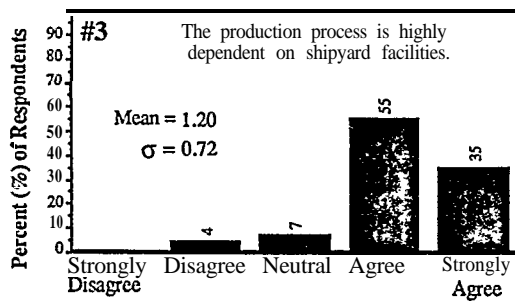 #3
The production process is highly
dependent on shipyard facilities.
Percent (%) of Respondents
90
80
70
60
50
40
30
20
10
0
Mean = 1.20
σ = 0.72
4
7
55
35
Strongly Disagree
Disagree
Neutral
Agree
Strongly
Agree